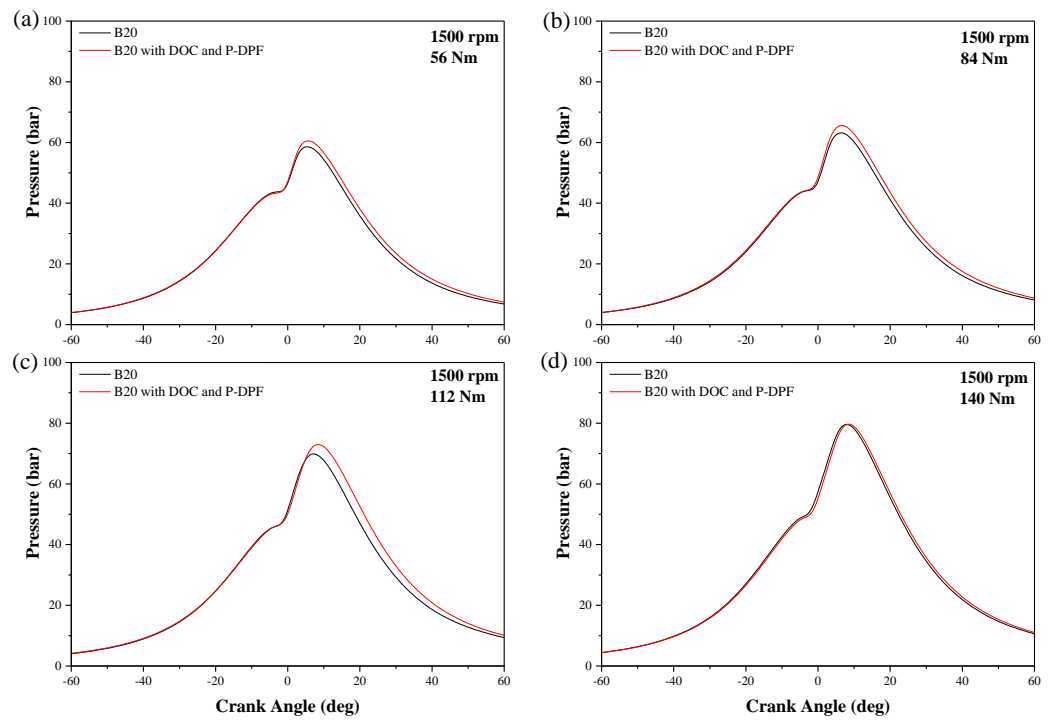 (a)
B20
B20 with DOC and P-DPF
1500 rpm
56 Nm
100
80
60
40
20
0
Pressure (bar)
-60 -40 -20 0 20 40 60
(b)
B20
B20 with DOC and P-DPF
1500 rpm
84 Nm
100
80
60
40
20
0
Pressure (bar)
-60 -40 -20 0 20 40 60
(c)
B20
B20 with DOC and P-DPF
1500 rpm
112 Nm
100
80
60
40
20
0
Pressure (bar)
-60 -40 -20 0 20 40 60
Crank Angle (deg)
(d)
B20
B20 with DOC and P-DPF
1500 rpm
140 Nm
100
80
60
40
20
0
Pressure (bar)
-60 -40 -20 0 20 40 60
Crank Angle (deg)